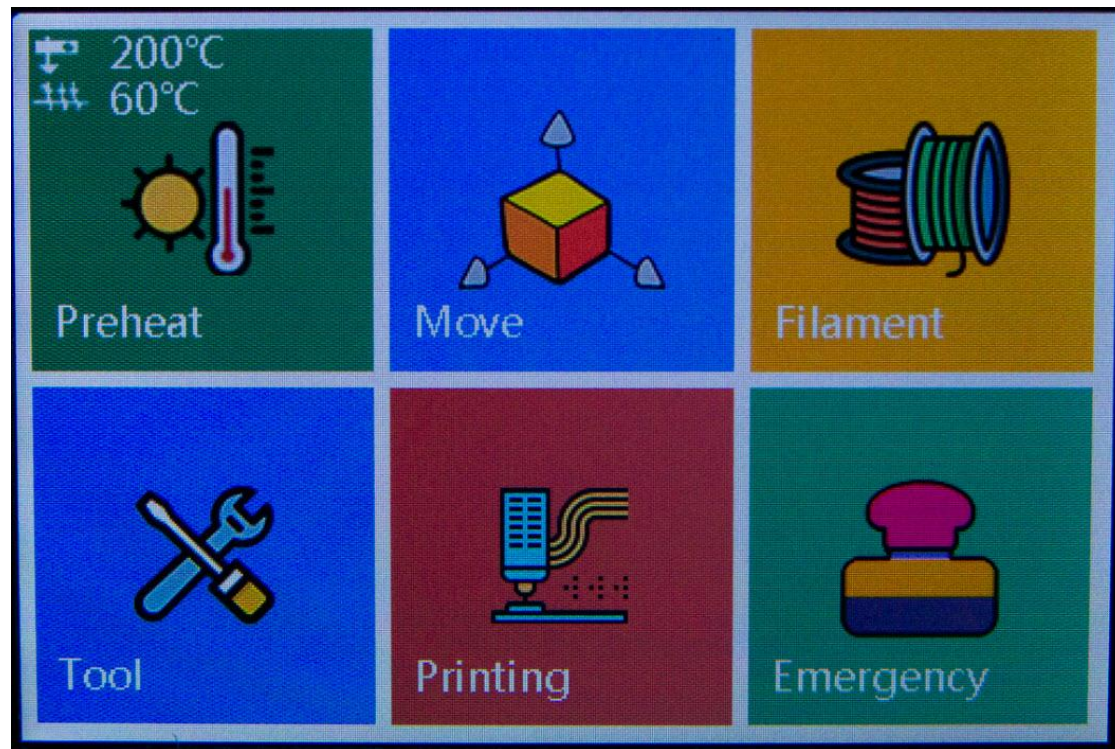 200°C
60°C
Preheat
Move
Filament
Tool
Printing
Emergency